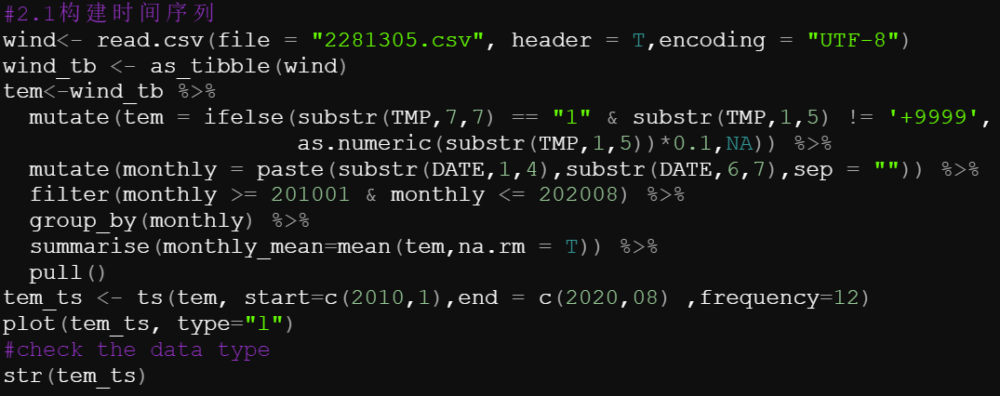 #2.1构建时间序列
wind<- read.csv(file = "2281305.csv", header = T,encoding = "UTF-8")
wind_tb <- as_tibble(wind)
tem<-wind_tb %>%
  mutate(tem = ifelse(substr(TMP,7,7) == "1" & substr(TMP,1,5) != '+9999',
                      as.numeric(substr(TMP,1,5))*0.1,NA)) %>%
  mutate(monthly = paste(substr(DATE,1,4),substr(DATE,6,7),sep = "")) %>%
  filter(monthly >= 201001 & monthly <= 202008) %>%
  group_by(monthly) %>%
  summarise(monthly_mean=mean(tem,na.rm = T)) %>%
  pull()
tem_ts <- ts(tem, start=c(2010,1),end = c(2020,08) ,frequency=12)
plot(tem_ts, type="l")
#check the data type
str(tem_ts)